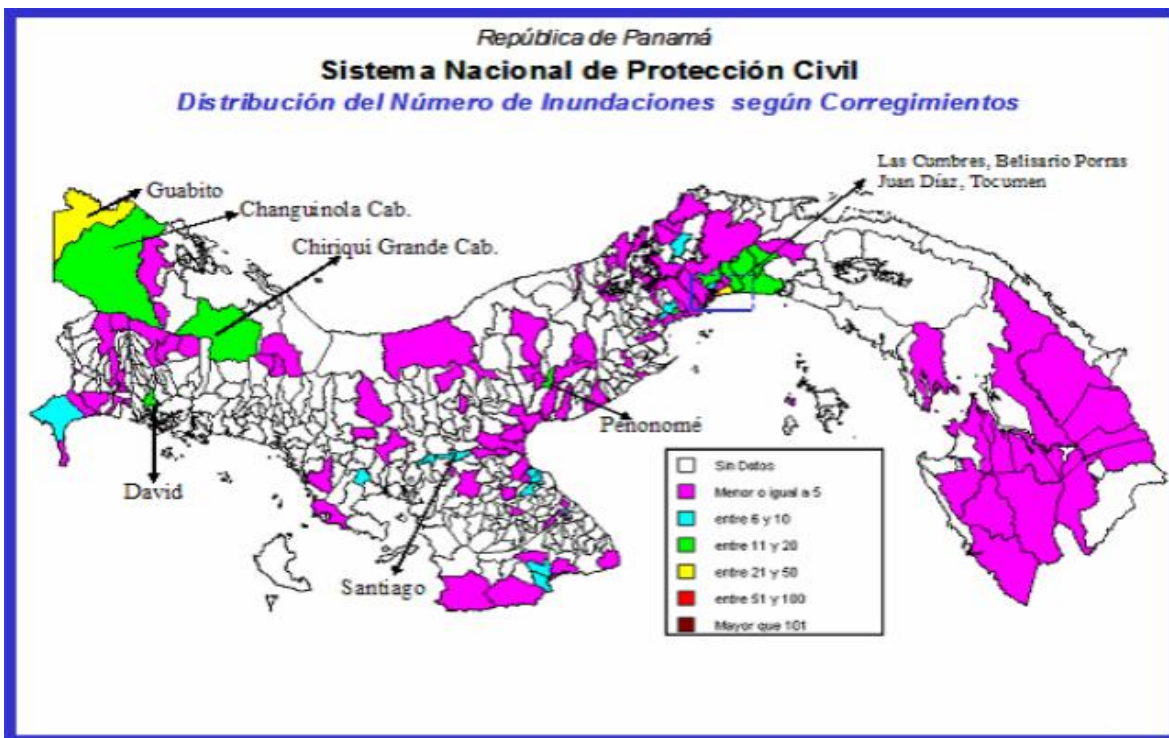 República de Panamá
Sistema Nacional de Protección Civil
Distribución del Número de Inundaciones según Corregimientos
Las Cumbres, Belisario Porras
Juan Díaz, Tocumen
Guabito
Changuinola Cab.
Chiriqui Grande Cab.
Penonomé
David
Santiago
Sin Datos
Menor o igual a 5
entre 6 y 10
entre 11 y 20
entre 21 y 50
entre 51 y 100
Mayor que 101